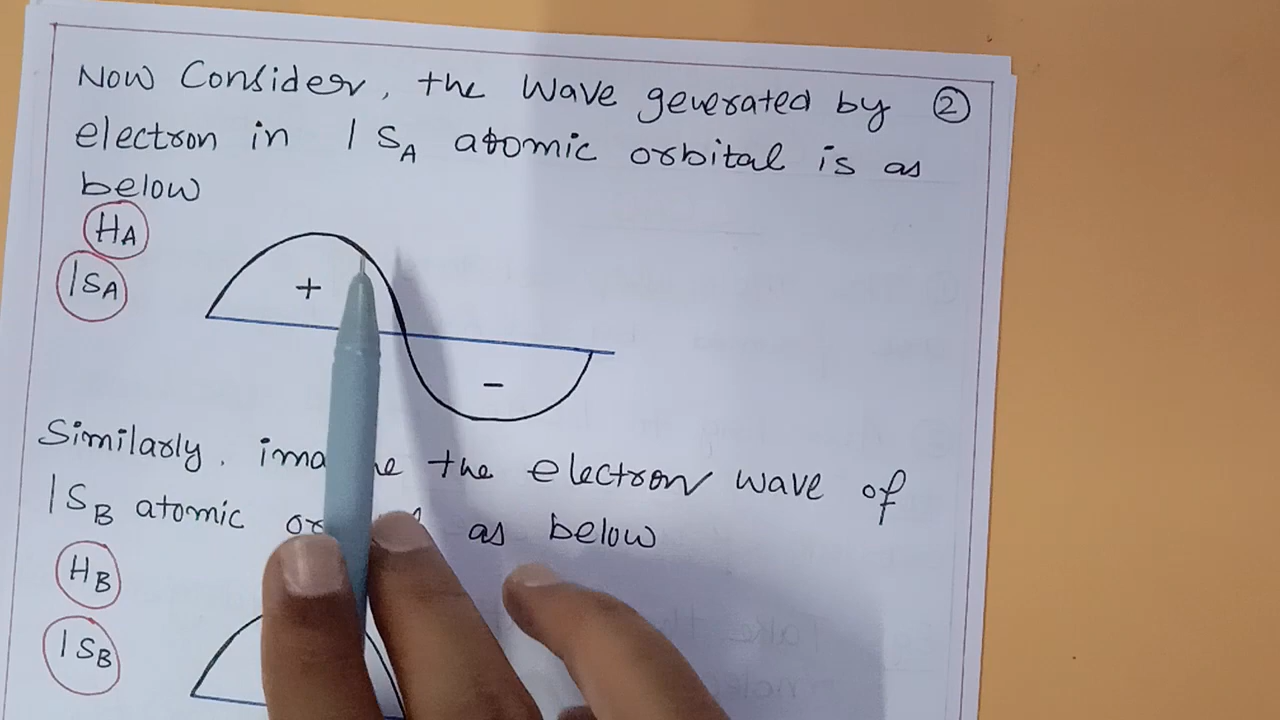 Now Consider, the Wave generated by ②
electron in 1SA atomic orbital is as
below
HA
1SA
+
-
Similarly, the electron wave of
1SB atomic as below
HB
1SB